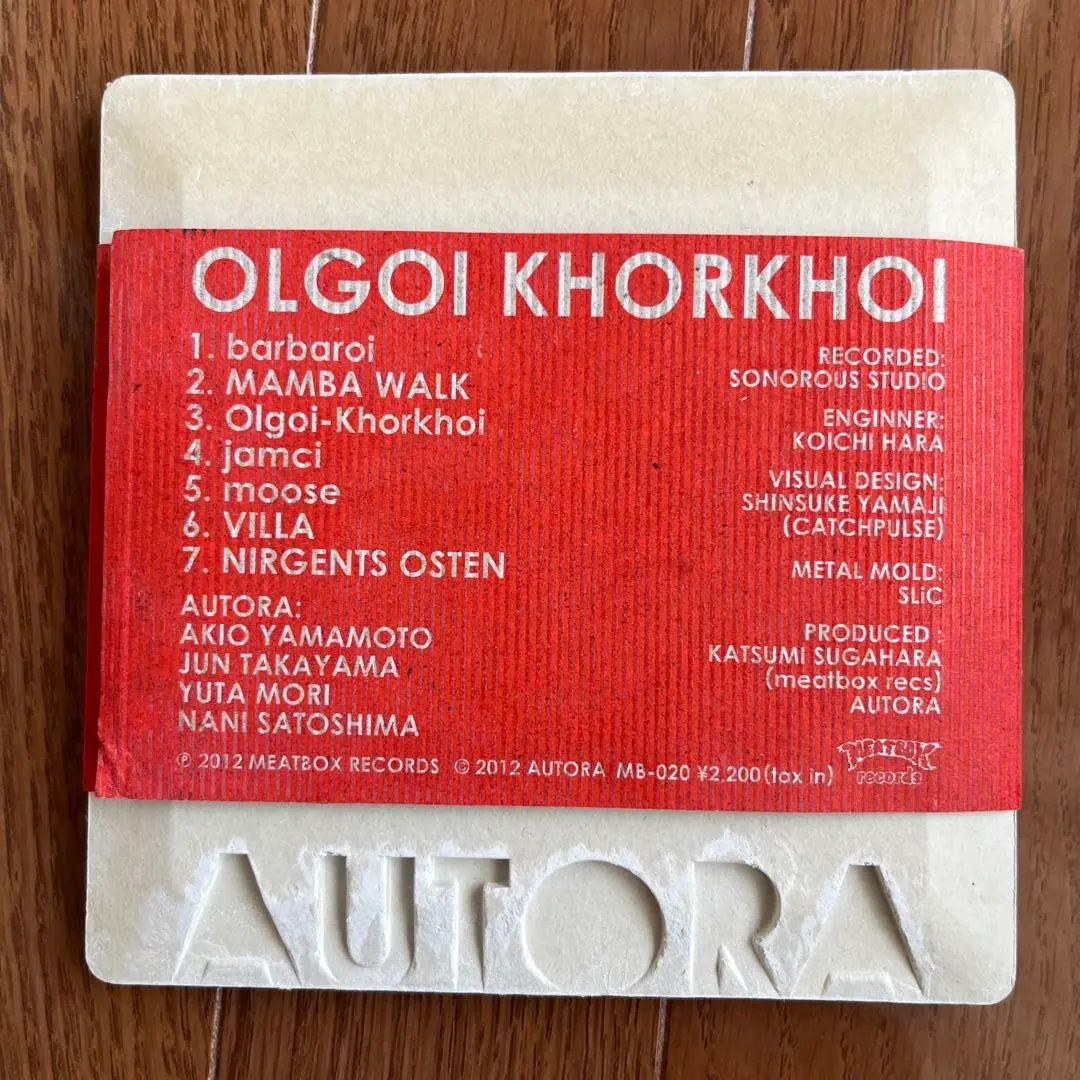 OLGOI KHORKHOI
1. barbaroi
2. MAMBA WALK
3. Olgoi-Khorkhoi
4. jamci
5. moose
6. VILLA
7. NIRGENTS OSTEN
AUTORA:
AKIO YAMAMOTO
JUN TAKAYAMA
YUTA MORI
NANI SATOSHIMA
RECORDED:
SONOROUS STUDIO
ENGINNER:
KOICHI HARA
VISUAL DESIGN:
SHINSUKE YAMAJI
(CATCHPULSE)
METAL MOLD:
SLiC
PRODUCED :
KATSUMI SUGAHARA
(meatbox recs)
AUTORA
℗ 2012 MEATBOX RECORDS © 2012 AUTORA MB-020 ¥2,200(tax in)
MEATBOX
records
AUTORA